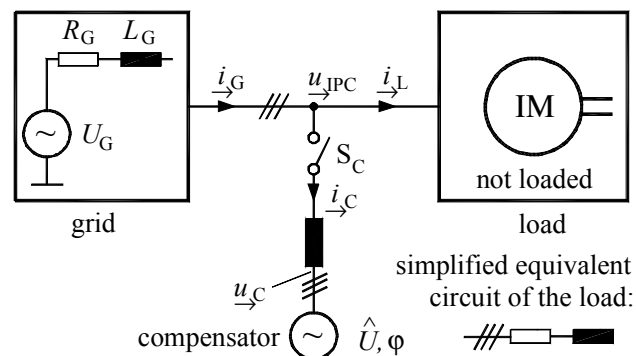 R_G L_G
U_G
~
grid
i_G
u_IPC
i_L
S_C
i_C
u_C
compensator
~
Û, φ
IM
not loaded
load
simplified equivalent
circuit of the load: